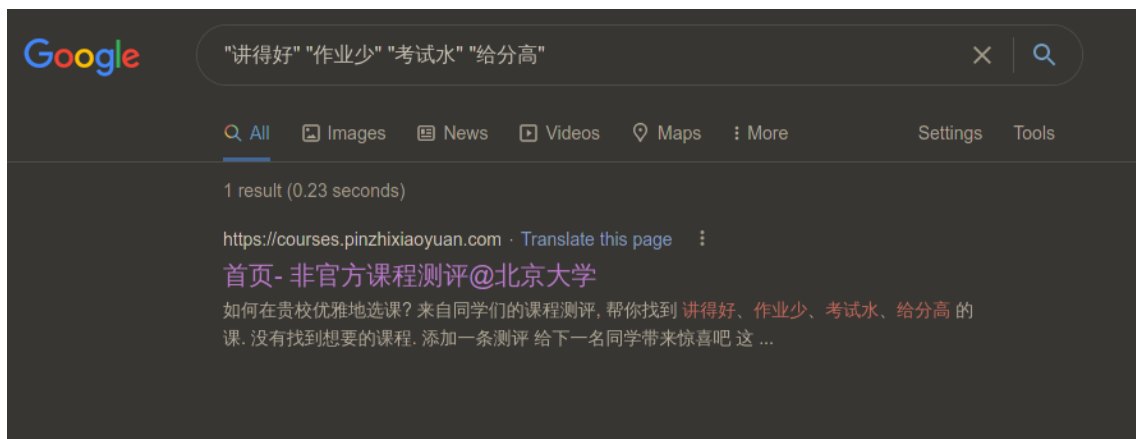 Google
"讲得好" "作业少" "考试水" "给分高"
All Images News Videos Maps More Settings Tools
1 result (0.23 seconds)
https://courses.pinzhixiaoyuan.com · Translate this page
首页- 非官方课程测评@北京大学
如何在贵校优雅地选课? 来自同学们的课程测评, 帮你找到 讲得好、作业少、考试水、给分高 的
课. 没有找到想要的课程. 添加一条测评 给下一名同学带来惊喜吧 这 ...